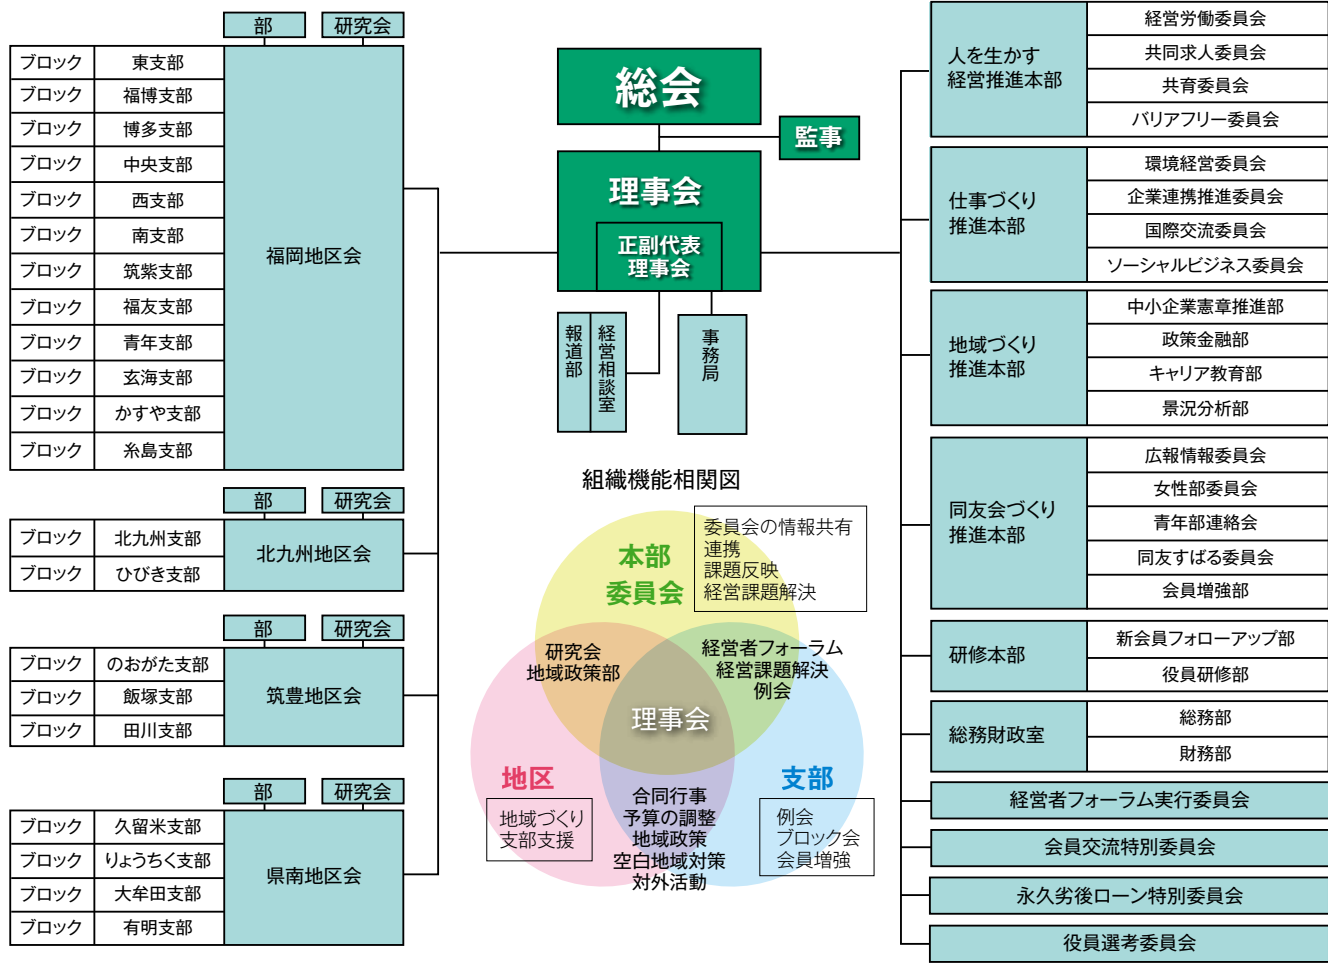 部 研究会
ブロック 東支部
ブロック 福博支部
ブロック 博多支部
ブロック 中央支部
ブロック 西支部
ブロック 南支部
ブロック 筑紫支部
ブロック 福友支部
ブロック 青年支部
ブロック 玄海支部
ブロック かすや支部
ブロック 糸島支部
福岡地区会
部 研究会
ブロック 北九州支部
ブロック ひびき支部
北九州地区会
部 研究会
ブロック のおがた支部
ブロック 飯塚支部
ブロック 田川支部
筑豊地区会
部 研究会
ブロック 久留米支部
ブロック りょうちく支部
ブロック 大牟田支部
ブロック 有明支部
県南地区会
総会
監事
理事会
正副代表
理事会
報道部
経営相談室
事務局
組織機能相関図
本部
委員会
委員会の情報共有
連携
課題反映
経営課題解決
研究会
地域政策部
経営者フォーラム
経営課題解決
例会
理事会
地区
地域づくり
支部支援
合同行事
予算の調整
地域政策
空白地域対策
対外活動
支部
例会
ブロック会
会員増強
人を生かす
経営推進本部
経営労働委員会
共同求人委員会
共育委員会
バリアフリー委員会
仕事づくり
推進本部
環境経営委員会
企業連携推進委員会
国際交流委員会
ソーシャルビジネス委員会
地域づくり
推進本部
中小企業憲章推進部
政策金融部
キャリア教育部
景況分析部
同友会づくり
推進本部
広報情報委員会
女性部委員会
青年部連絡会
同友すばる委員会
会員増強部
研修本部
新会員フォローアップ部
役員研修部
総務財政室
総務部
財務部
経営者フォーラム実行委員会
会員交流特別委員会
永久劣後ローン特別委員会
役員選考委員会